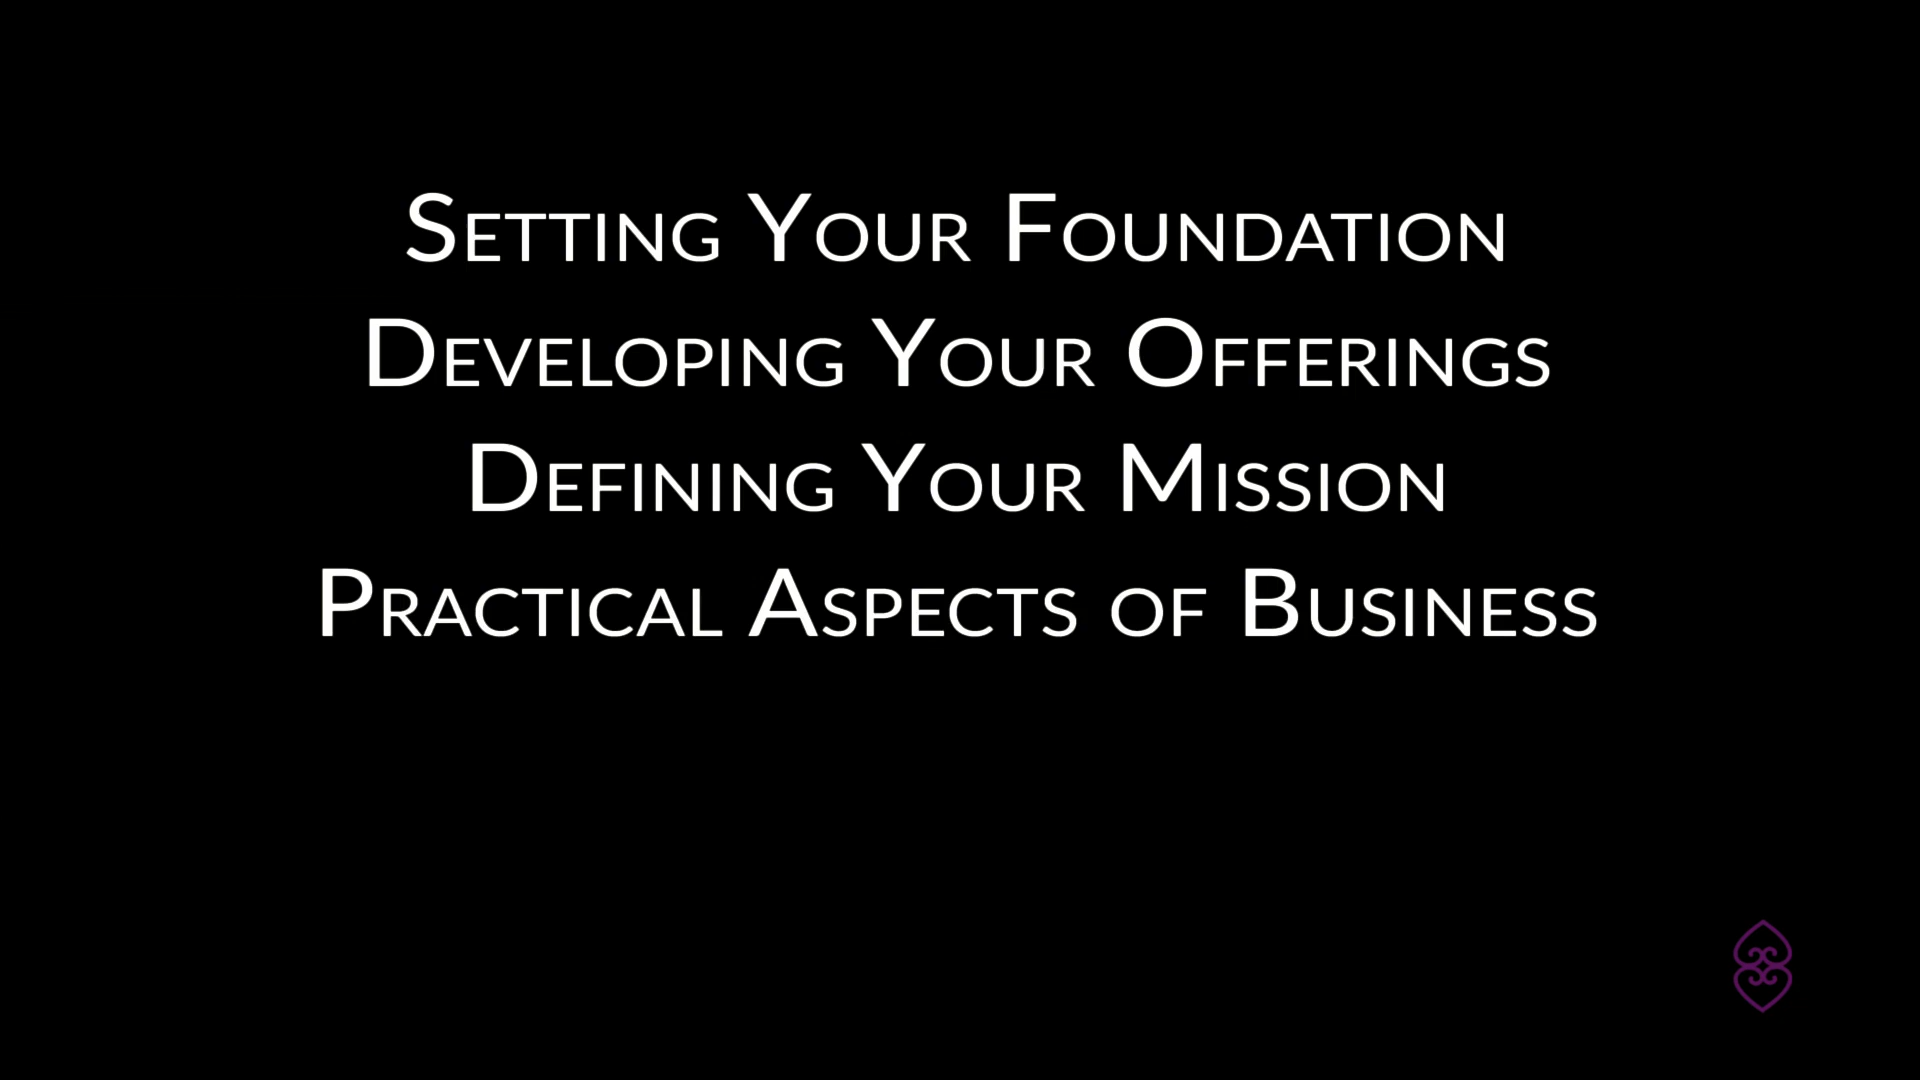 Setting Your Foundation
Developing Your Offerings
Defining Your Mission
Practical Aspects of Business